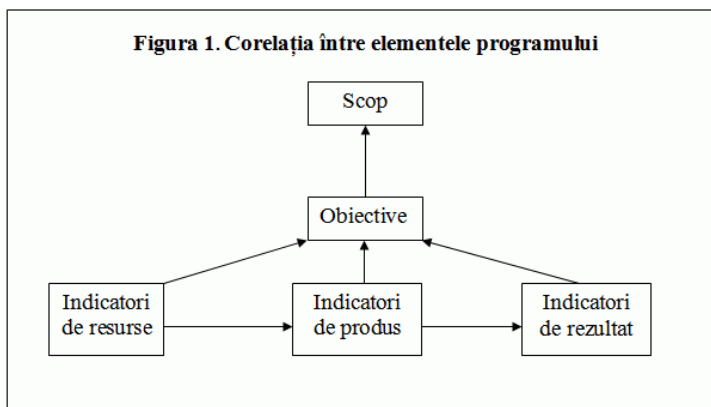 Figura 1. Corelația între elementele programului
Scop
Obiective
Indicatori
de resurse
Indicatori
de produs
Indicatori
de rezultat